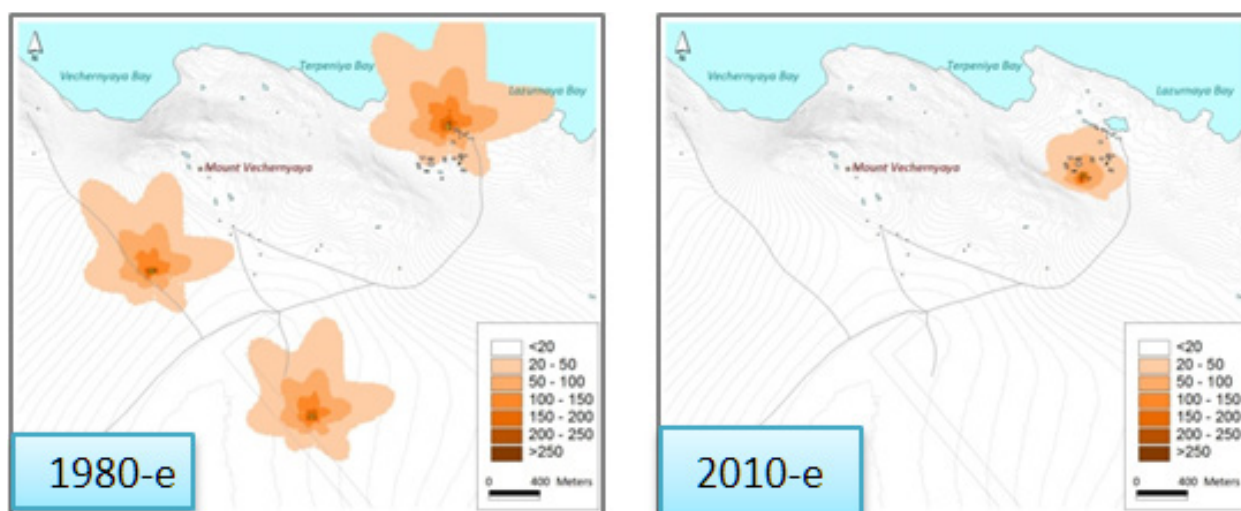 N
Vechernyaya Bay
Terpeniya Bay
Lazurnaya Bay
Mount Vechernyaya
<20
20 - 50
50 - 100
100 - 150
150 - 200
200 - 250
>250
0 400 Meters
1980-e
N
Vechernyaya Bay
Terpeniya Bay
Lazurnaya Bay
Mount Vechernyaya
<20
20 - 50
50 - 100
100 - 150
150 - 200
200 - 250
>250
0 400 Meters
2010-e